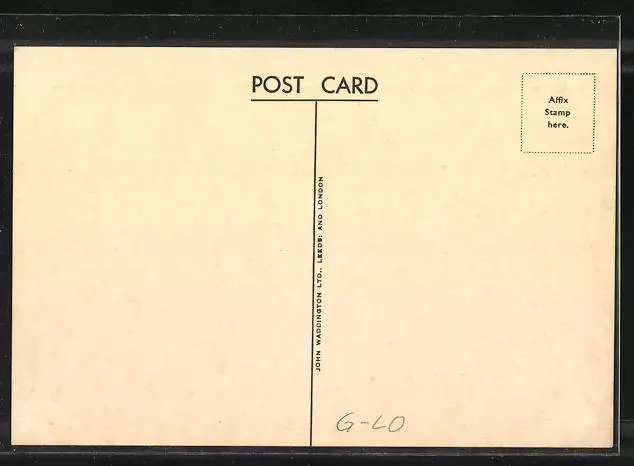 POST CARD
Affix
Stamp
here.
JOHN WADDINGTON LTD., LEEDS: AND LONDON
G-LO